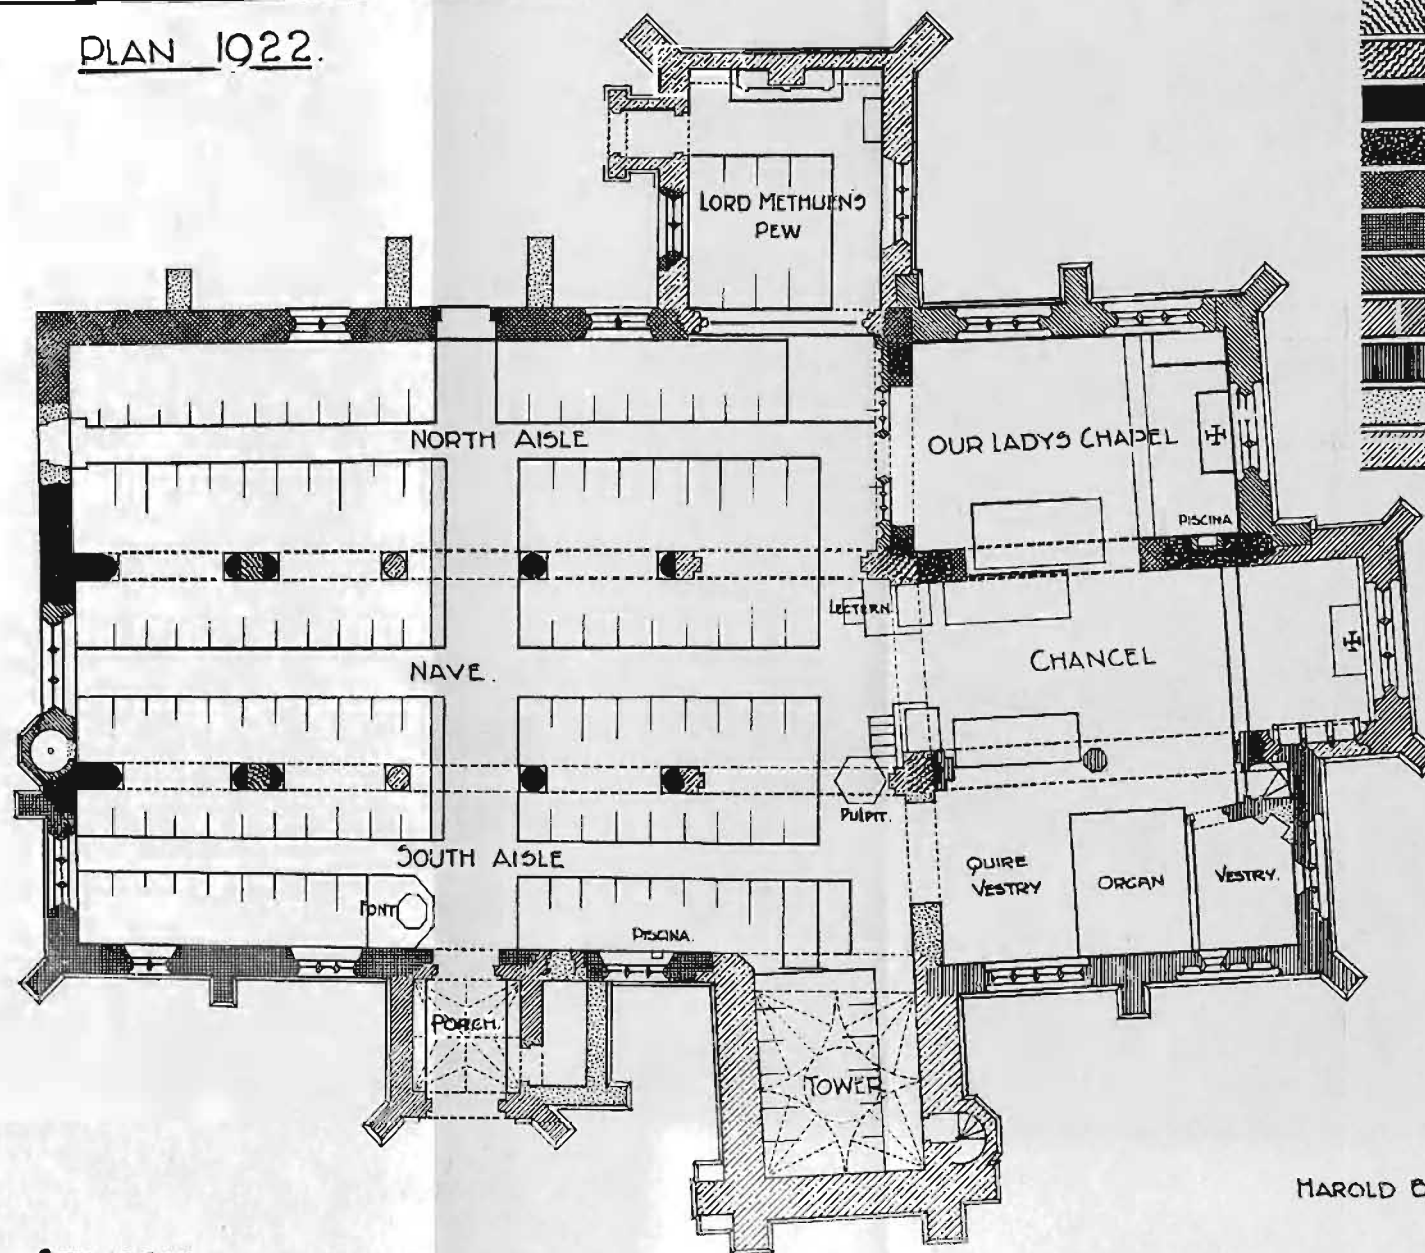 PLAN 1922.
LORD METHUEN'S
PEW
NORTH AISLE
OUR LADYS CHAPEL
PISCINA
LECTERN.
NAVE.
CHANCEL
PULPIT.
SOUTH AISLE
FONT
PISCINA.
QUIRE
VESTRY
ORGAN
VESTRY.
PORCH.
TOWER
HAROLD